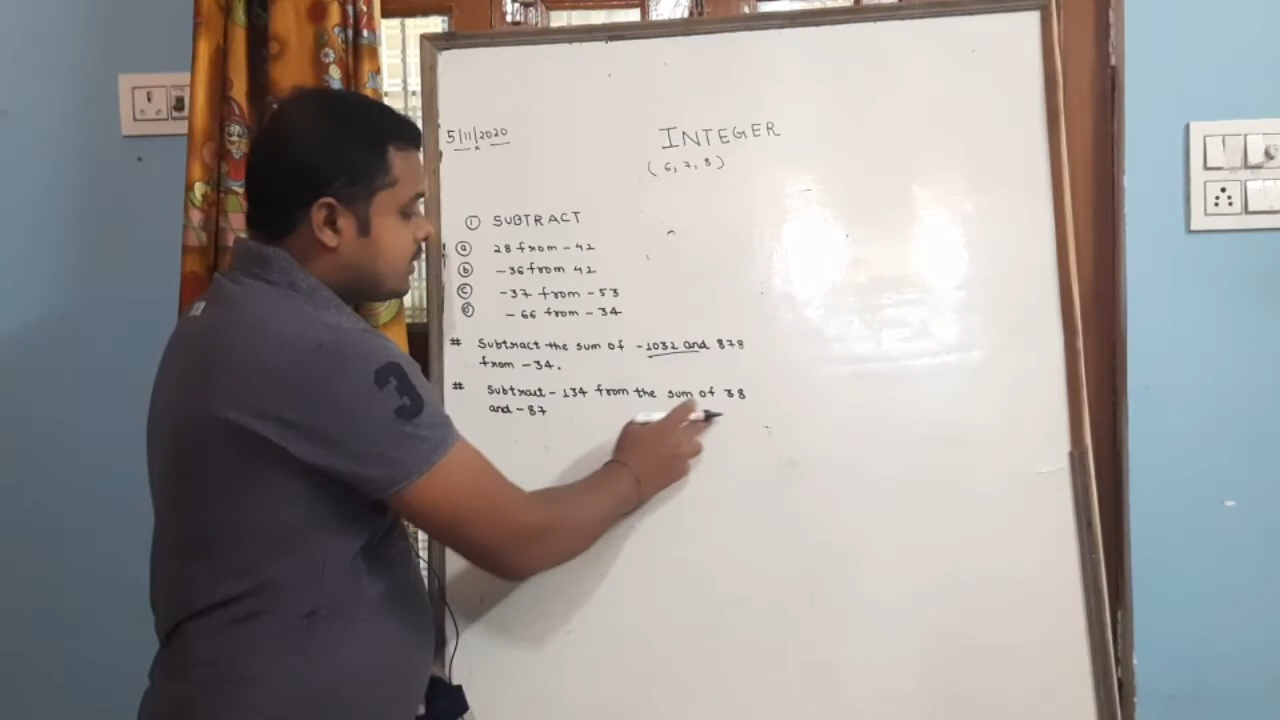 5/11/2020
INTEGER
(6, 7, 8)
① SUBTRACT
ⓐ 28 from - 42
ⓑ -36 from 42
ⓒ -37 from - 53
ⓓ - 66 from - 34
# Subtract the sum of -1032 and 878
from - 34.
# Subtract - 134 from the sum of 38
and - 87
3